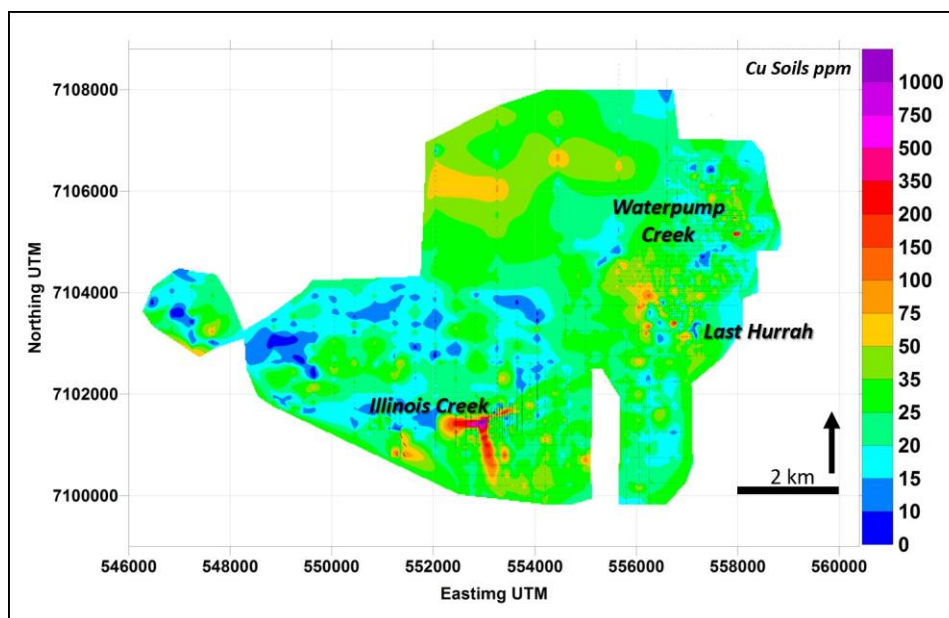 Cu Soils ppm
7108000
7106000
7104000
7102000
7100000
Northing UTM
Waterpump
Creek
Last Hurrah
Illinois Creek
2 km
546000 548000 550000 552000 554000 556000 558000 560000
Eastimg UTM
1000
750
500
350
200
150
100
75
50
35
25
20
15
10
0